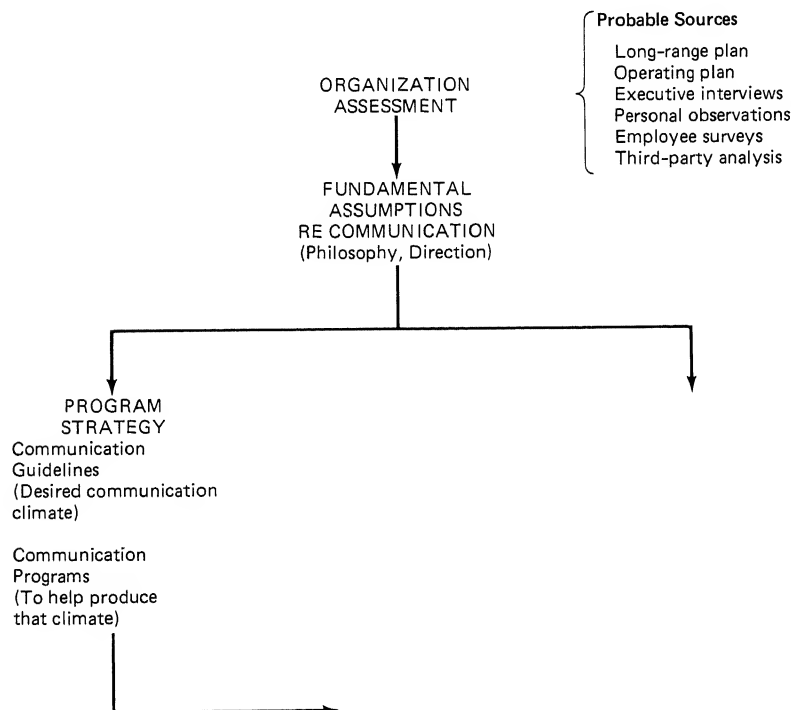 Probable Sources
Long-range plan
Operating plan
Executive interviews
Personal observations
Employee surveys
Third-party analysis
ORGANIZATION
ASSESSMENT
FUNDAMENTAL
ASSUMPTIONS
RE COMMUNICATION
(Philosophy, Direction)
PROGRAM
STRATEGY
Communication
Guidelines
(Desired communication
climate)
Communication
Programs
(To help produce
that climate)